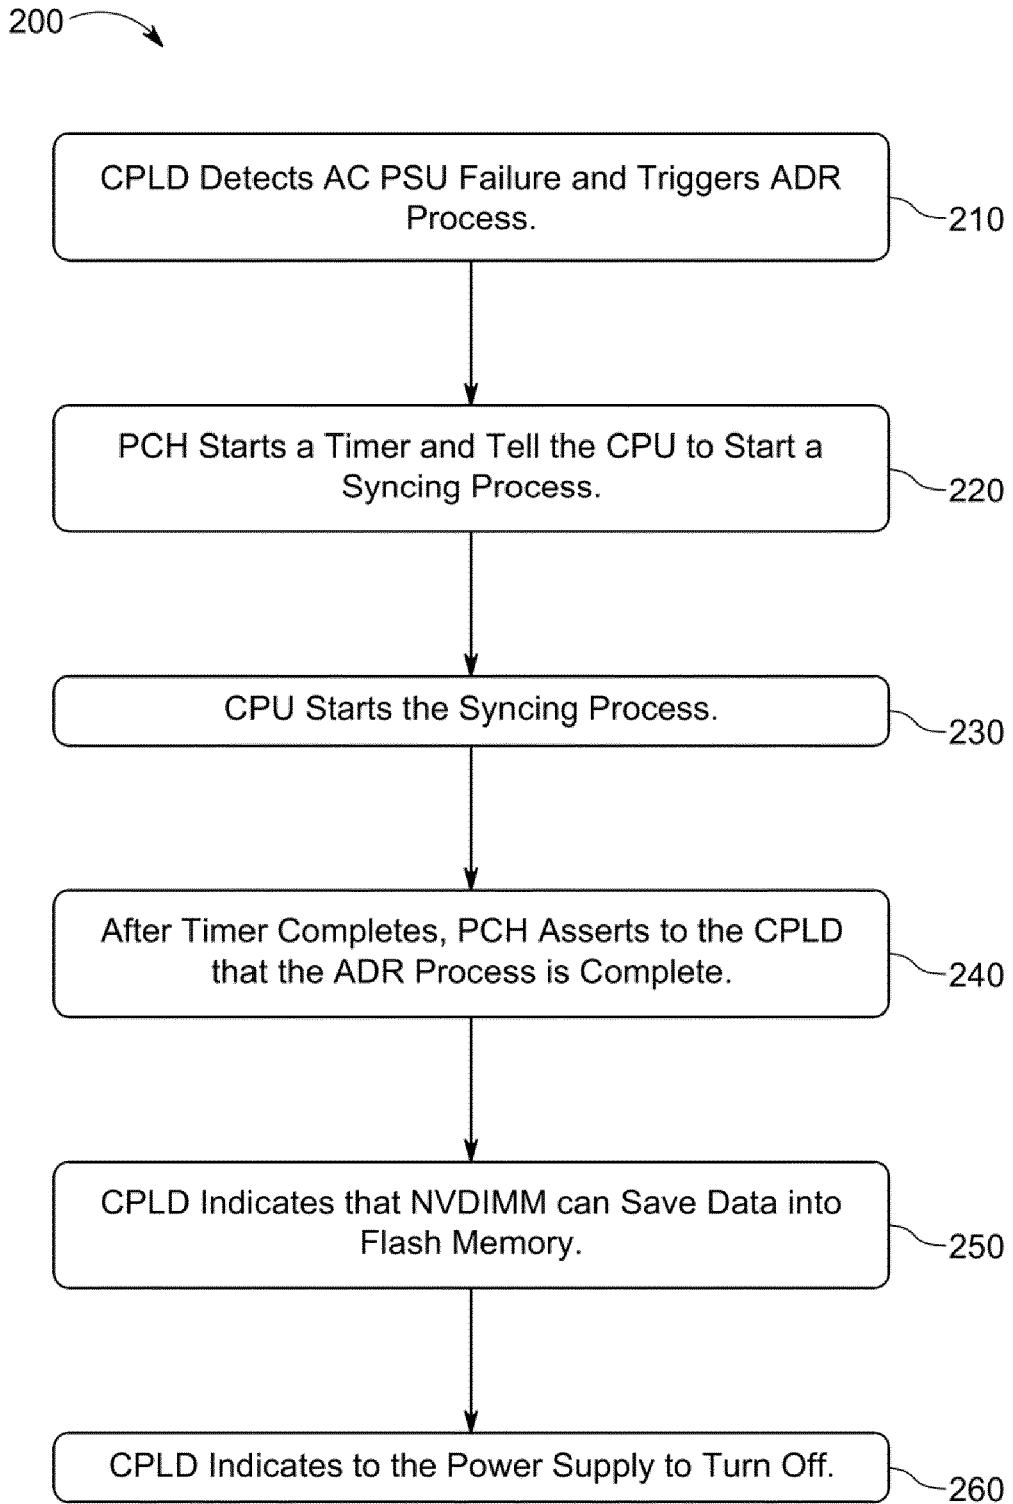 200
CPLD Detects AC PSU Failure and Triggers ADR
Process.
210
PCH Starts a Timer and Tell the CPU to Start a
Syncing Process.
220
CPU Starts the Syncing Process.
230
After Timer Completes, PCH Asserts to the CPLD
that the ADR Process is Complete.
240
CPLD Indicates that NVDIMM can Save Data into
Flash Memory.
250
CPLD Indicates to the Power Supply to Turn Off.
260